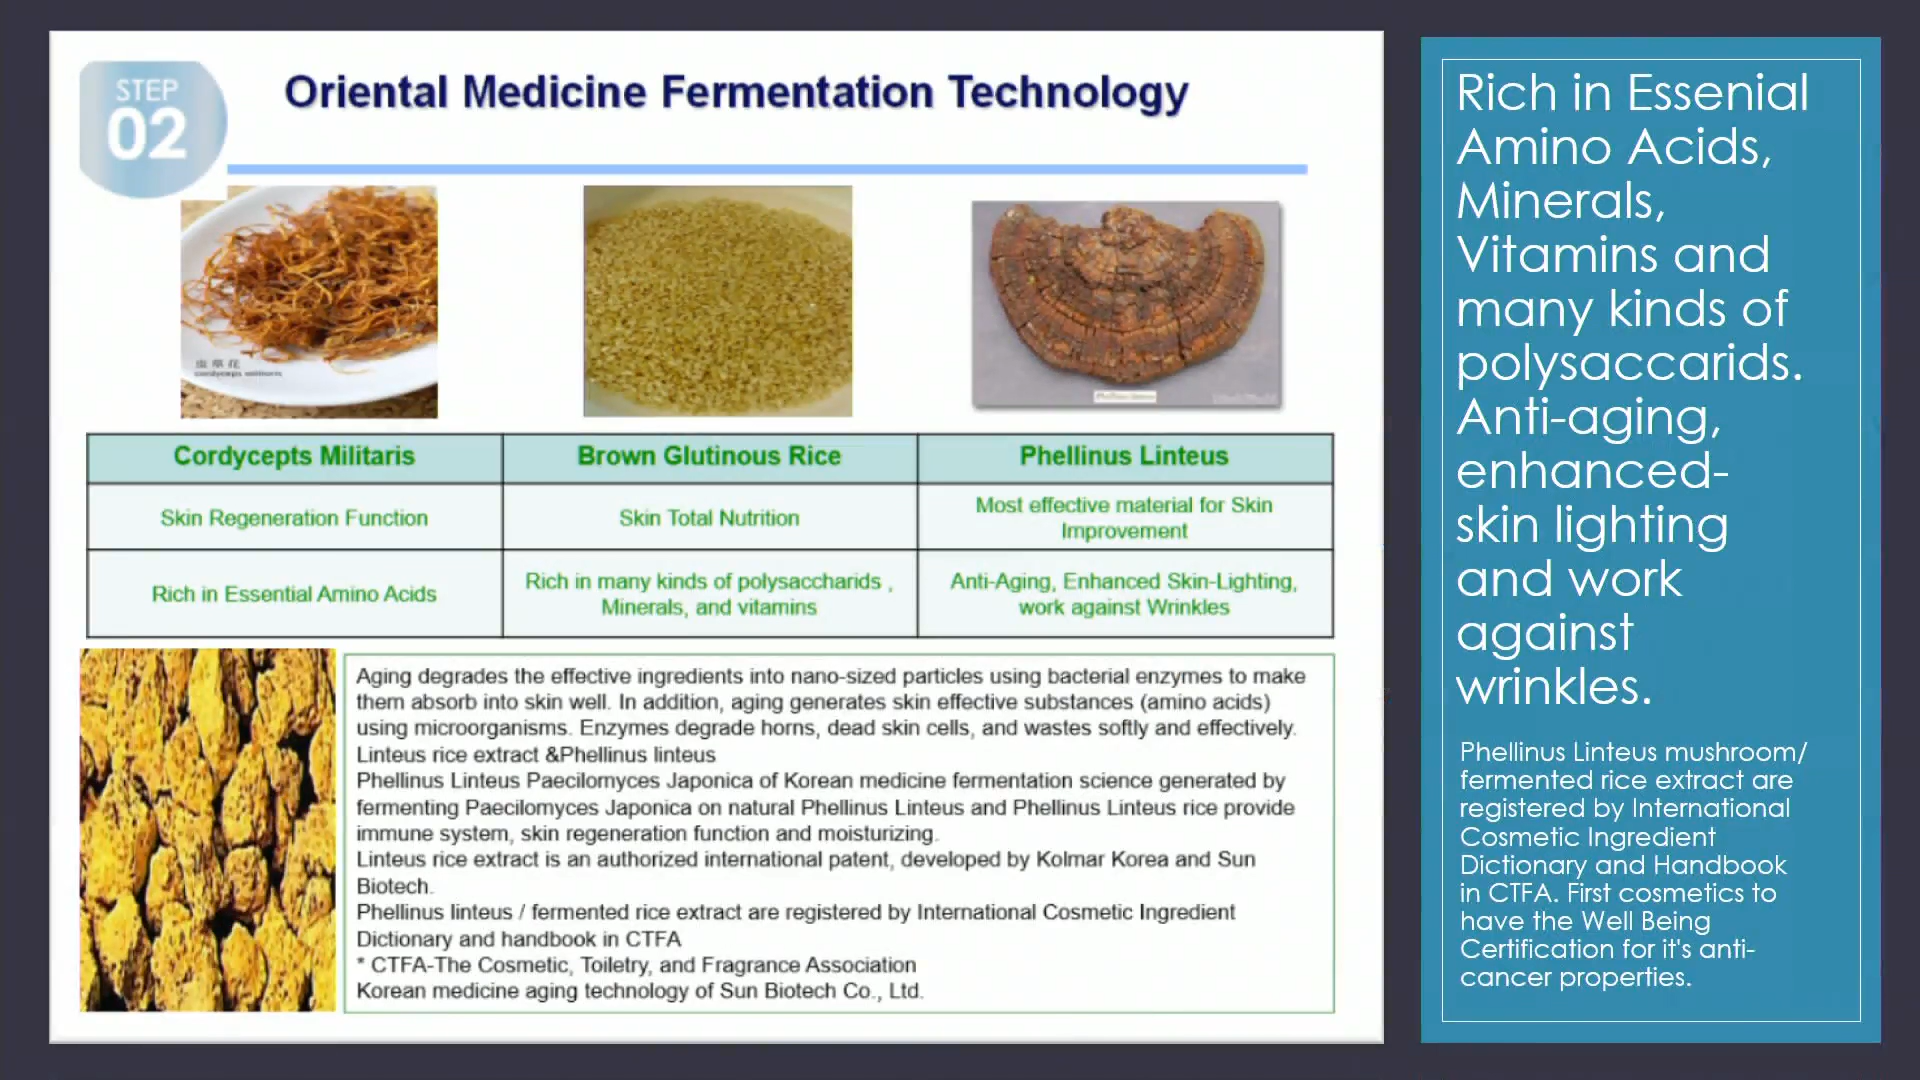 STEP
02
Oriental Medicine Fermentation Technology
虫草花
cordyceps militaris
Cordycepts Militaris
Brown Glutinous Rice
Phellinus Linteus
Skin Regeneration Function
Skin Total Nutrition
Most effective material for Skin
Improvement
Rich in Essential Amino Acids
Rich in many kinds of polysaccharids ,
Minerals, and vitamins
Anti-Aging, Enhanced Skin-Lighting,
work against Wrinkles
Aging degrades the effective ingredients into nano-sized particles using bacterial enzymes to make
them absorb into skin well. In addition, aging generates skin effective substances (amino acids)
using microorganisms. Enzymes degrade horns, dead skin cells, and wastes softly and effectively.
Linteus rice extract &Phellinus linteus
Phellinus Linteus Paecilomyces Japonica of Korean medicine fermentation science generated by
fermenting Paecilomyces Japonica on natural Phellinus Linteus and Phellinus Linteus rice provide
immune system, skin regeneration function and moisturizing.
Linteus rice extract is an authorized international patent, developed by Kolmar Korea and Sun
Biotech.
Phellinus linteus / fermented rice extract are registered by International Cosmetic Ingredient
Dictionary and handbook in CTFA
* CTFA-The Cosmetic, Toiletry, and Fragrance Association
Korean medicine aging technology of Sun Biotech Co., Ltd.
Rich in Essenial
Amino Acids,
Minerals,
Vitamins and
many kinds of
polysaccarids.
Anti-aging,
enhanced-
skin lighting
and work
against
wrinkles.
Phellinus Linteus mushroom/
fermented rice extract are
registered by International
Cosmetic Ingredient
Dictionary and Handbook
in CTFA. First cosmetics to
have the Well Being
Certification for it's anti-
cancer properties.